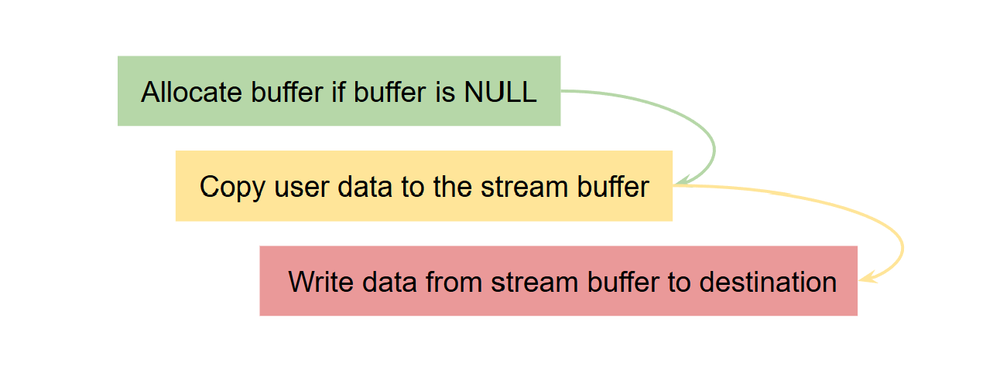 Allocate buffer if buffer is NULL
Copy user data to the stream buffer
Write data from stream buffer to destination